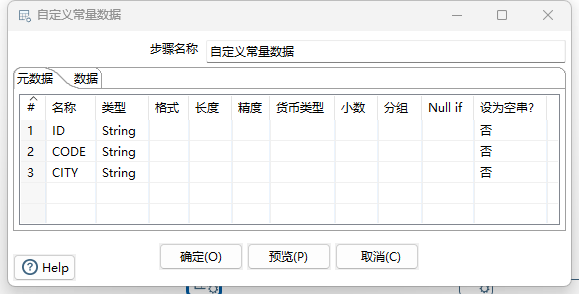 自定义常量数据
步骤名称 自定义常量数据
元数据 数据
# 名称 类型 格式 长度 精度 货币类型 小数 分组 Null if 设为空串?
1 ID String 否
2 CODE String 否
3 CITY String 否
Help 确定(O) 预览(P) 取消(C)